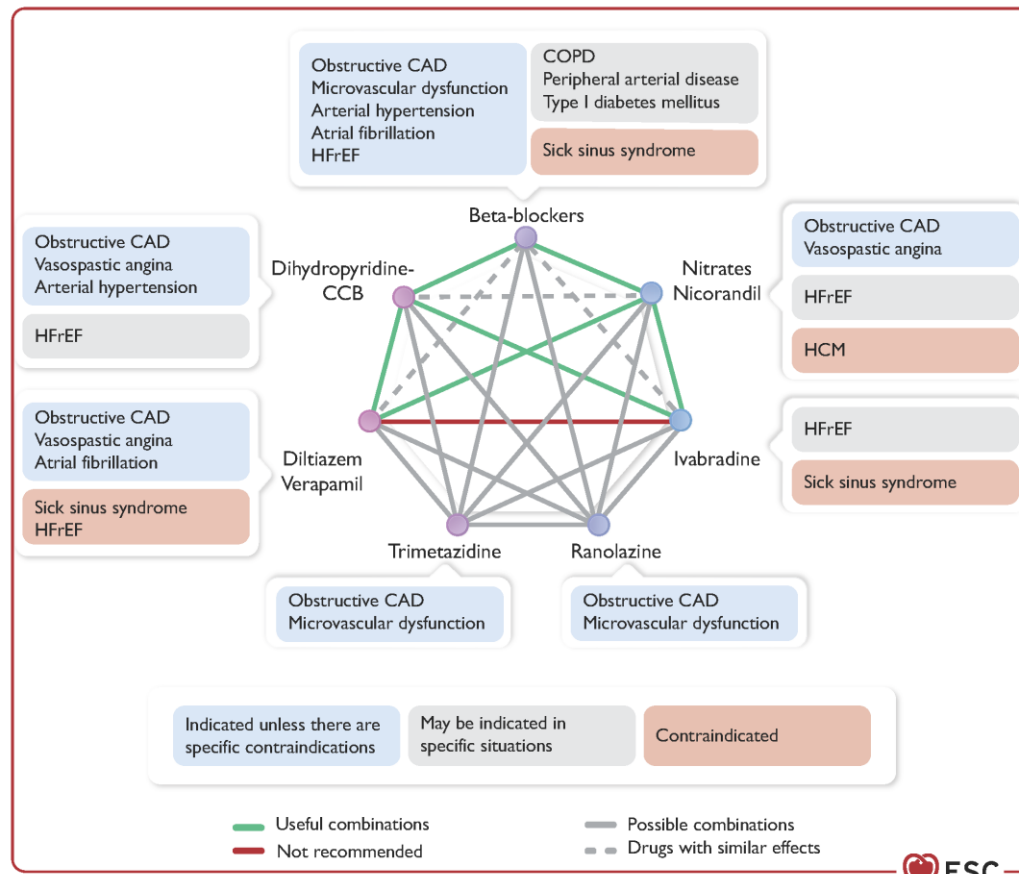 Obstructive CAD
Microvascular dysfunction
Arterial hypertension
Atrial fibrillation
HFrEF
COPD
Peripheral arterial disease
Type I diabetes mellitus
Sick sinus syndrome
Beta-blockers
Obstructive CAD
Vasospastic angina
Arterial hypertension
HFrEF
Dihydropyridine-
CCB
Nitrates
Nicorandil
Obstructive CAD
Vasospastic angina
HFrEF
HCM
Obstructive CAD
Vasospastic angina
Atrial fibrillation
Sick sinus syndrome
HFrEF
Diltiazem
Verapamil
Ivabradine
HFrEF
Sick sinus syndrome
Trimetazidine
Ranolazine
Obstructive CAD
Microvascular dysfunction
Obstructive CAD
Microvascular dysfunction
Indicated unless there are
specific contraindications
May be indicated in
specific situations
Contraindicated
Useful combinations
Not recommended
Possible combinations
Drugs with similar effects
ESC